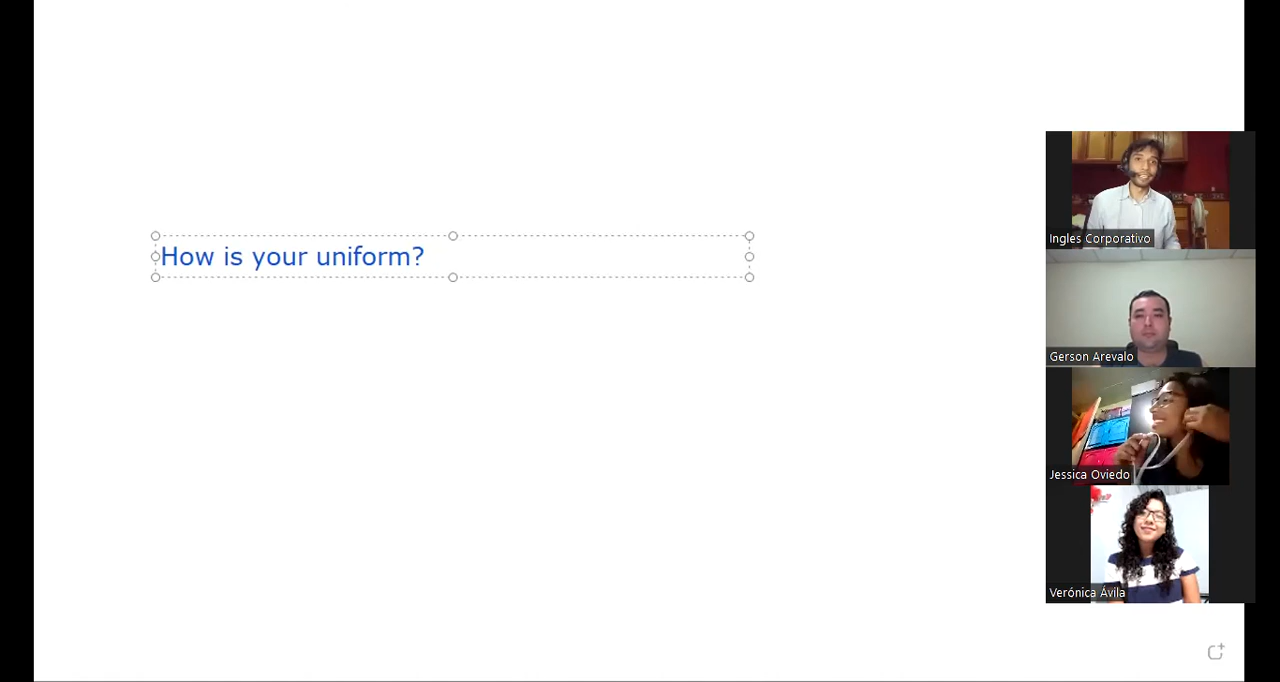 How is your uniform?
Ingles Corporativo
Gerson Arevalo
Jessica Oviedo
Verónica Ávila